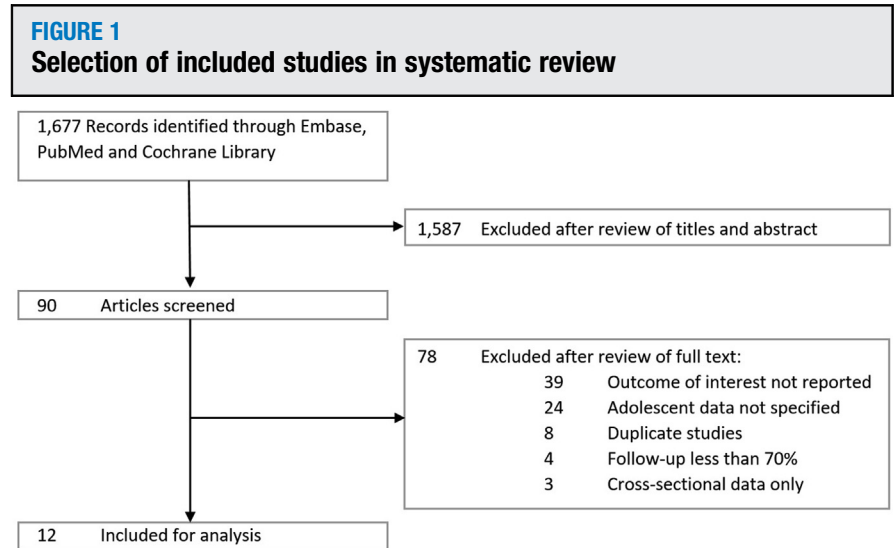 FIGURE 1
Selection of included studies in systematic review
1,677 Records identified through Embase,
PubMed and Cochrane Library
1,587 Excluded after review of titles and abstract
90 Articles screened
78 Excluded after review of full text:
39 Outcome of interest not reported
24 Adolescent data not specified
8 Duplicate studies
4 Follow-up less than 70%
3 Cross-sectional data only
12 Included for analysis